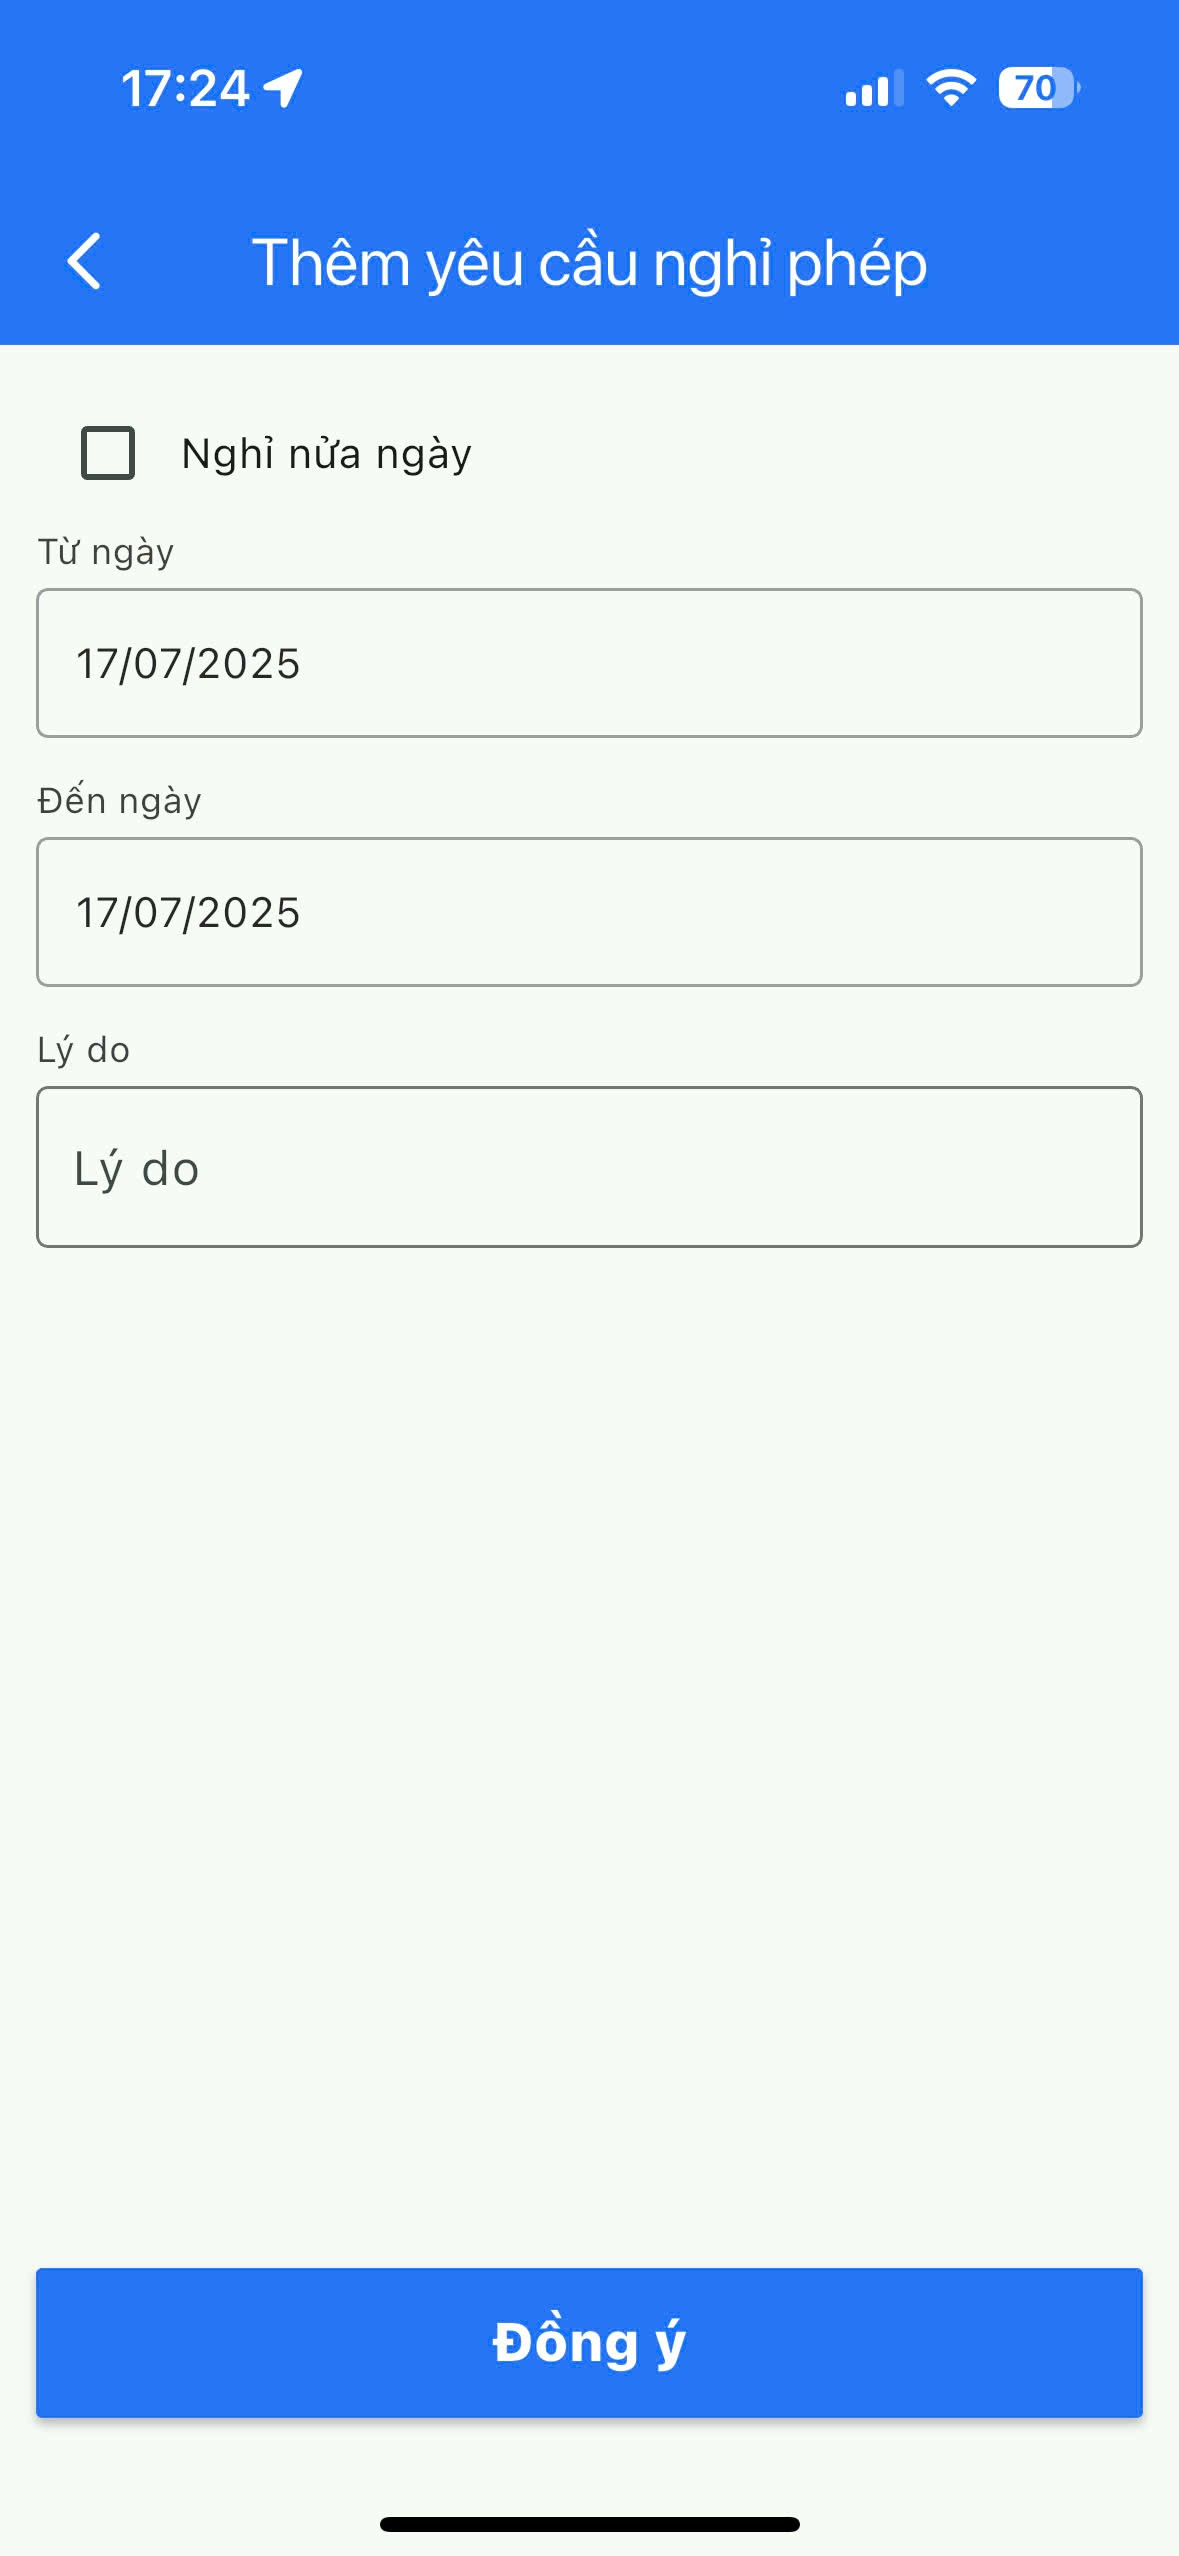 17:24
70
Thêm yêu cầu nghỉ phép
Nghỉ nửa ngày
Từ ngày
17/07/2025
Đến ngày
17/07/2025
Lý do
Lý do
Đồng ý